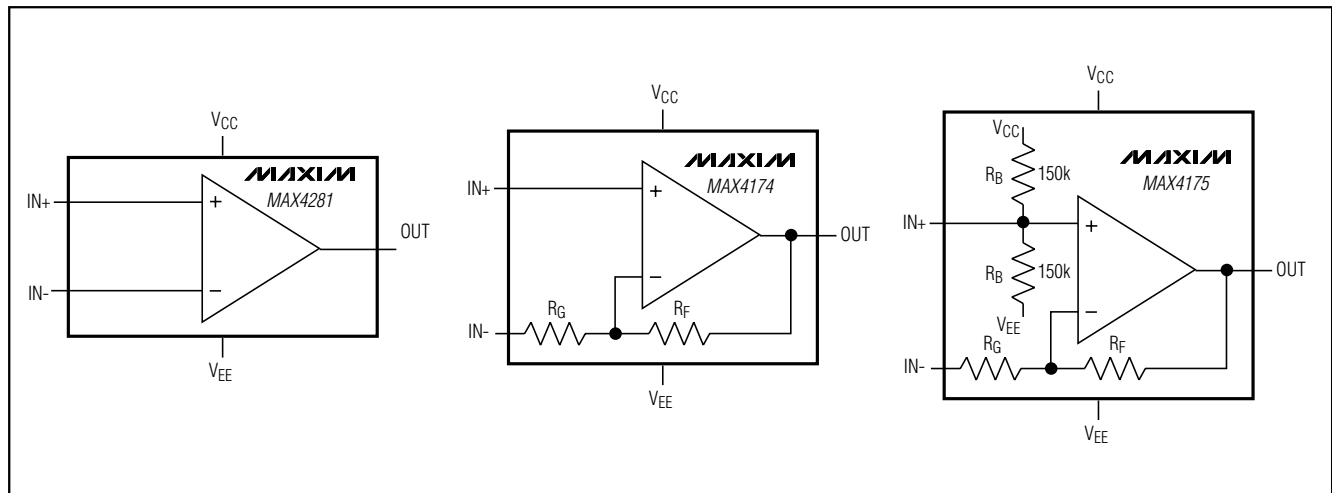 VCC
MAXIM
MAX4281
IN+
OUT
IN-
VEE
VCC
MAXIM
MAX4174
IN+
OUT
RG
RF
IN-
VEE
VCC
VCC
MAXIM
MAX4175
RB
150k
IN+
RB
150k
OUT
VEE
RG
RF
IN-
VEE